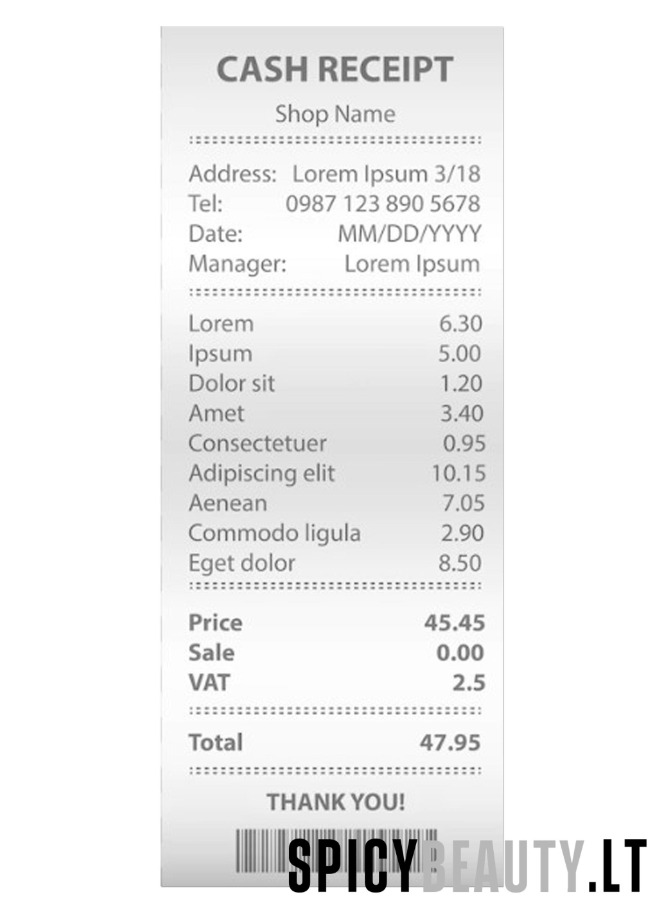 CASH RECEIPT
Shop Name
Address: Lorem Ipsum 3/18
Tel: 0987 123 890 5678
Date: MM/DD/YYYY
Manager: Lorem Ipsum
Lorem 6.30
Ipsum 5.00
Dolor sit 1.20
Amet 3.40
Consectetuer 0.95
Adipiscing elit 10.15
Aenean 7.05
Commodo ligula 2.90
Eget dolor 8.50
Price 45.45
Sale 0.00
VAT 2.5
Total 47.95
THANK YOU!
SPICYBEAUTY.LT